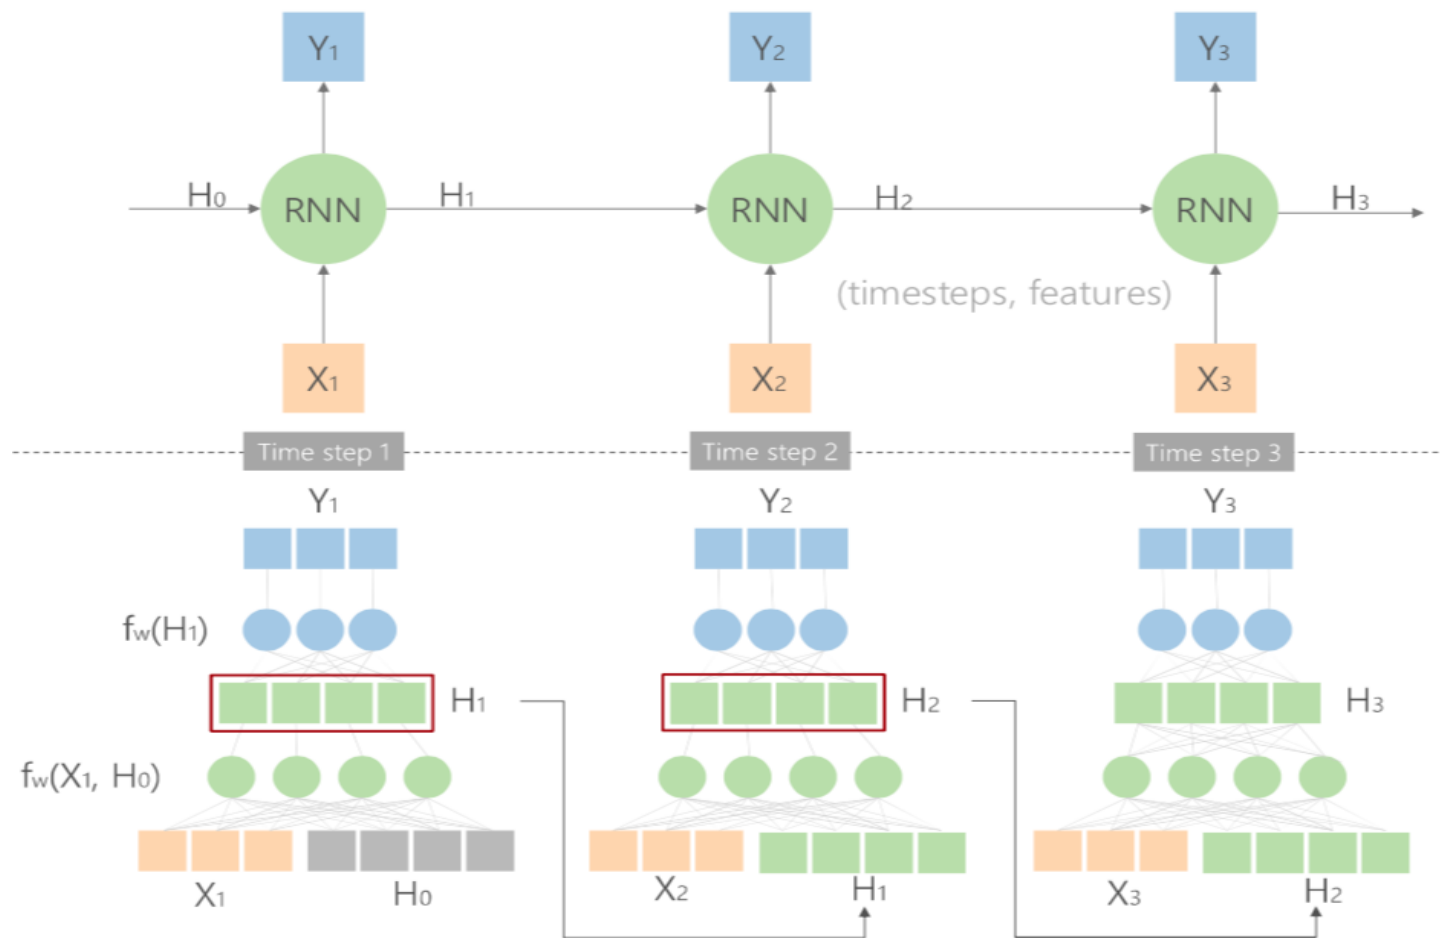 Y₁ Y₂ Y₃
H₀ RNN H₁ RNN H₂ RNN H₃
(timesteps, features)
X₁ X₂ X₃
Time step 1 Time step 2 Time step 3
Y₁ Y₂ Y₃
f_w(H₁)
H₁ H₂ H₃
f_w(X₁, H₀)
X₁ H₀ X₂ H₁ X₃ H₂